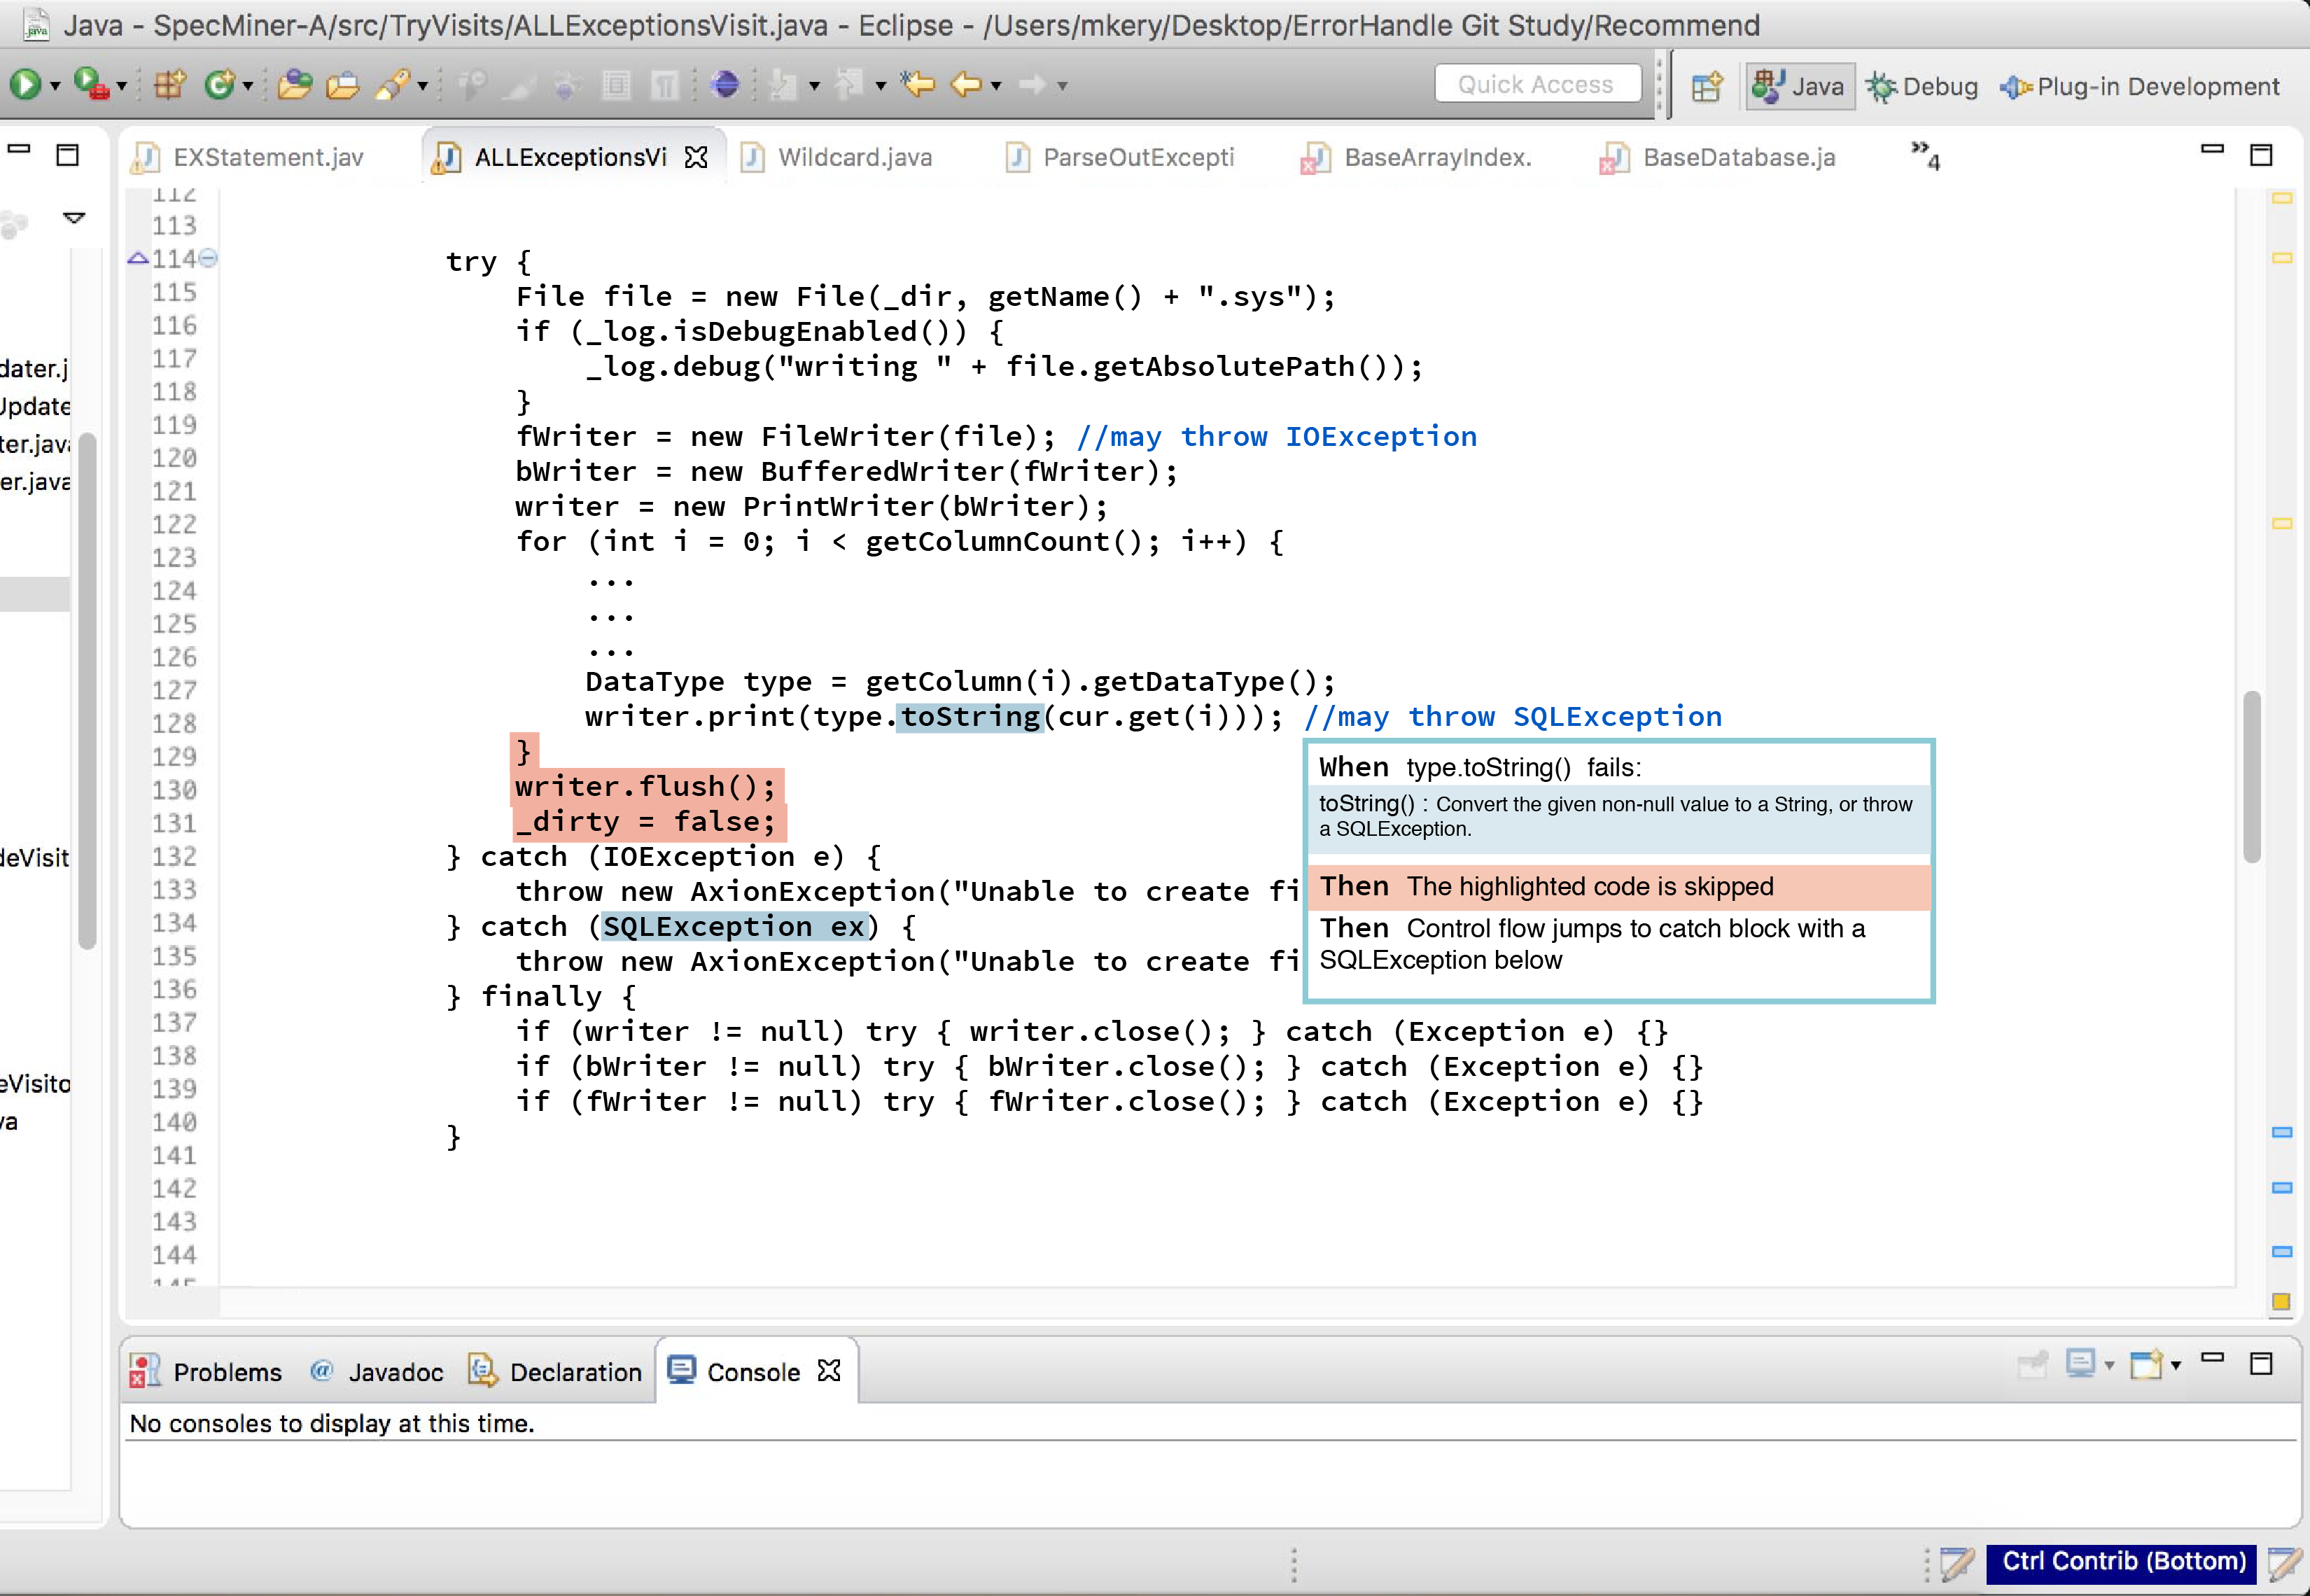 Java - SpecMiner-A/src/TryVisits/ALLExceptionsVisit.java - Eclipse - /Users/mkery/Desktop/ErrorHandle Git Study/Recommend
Quick Access
Java
Debug
Plug-in Development
EXStatement.jav
ALLExceptionsVi
Wildcard.java
ParseOutExcepti
BaseArrayIndex.
BaseDatabase.ja
»4
dater.j
Update
ter.java
er.java
deVisit
eVisito
va
112
113
114
115
116
117
118
119
120
121
122
123
124
125
126
127
128
129
130
131
132
133
134
135
136
137
138
139
140
141
142
143
144
145
try {
File file = new File(_dir, getName() + ".sys");
if (_log.isDebugEnabled()) {
_log.debug("writing " + file.getAbsolutePath());
}
fWriter = new FileWriter(file); //may throw IOException
bWriter = new BufferedWriter(fWriter);
writer = new PrintWriter(bWriter);
for (int i = 0; i < getColumnCount(); i++) {
...
...
...
DataType type = getColumn(i).getDataType();
writer.print(type.toString(cur.get(i))); //may throw SQLException
}
writer.flush();
_dirty = false;
} catch (IOException e) {
throw new AxionException("Unable to create fi
} catch (SQLException ex) {
throw new AxionException("Unable to create fi
} finally {
if (writer != null) try { writer.close(); } catch (Exception e) {}
if (bWriter != null) try { bWriter.close(); } catch (Exception e) {}
if (fWriter != null) try { fWriter.close(); } catch (Exception e) {}
}
When type.toString() fails:
toString() : Convert the given non-null value to a String, or throw
a SQLException.
Then The highlighted code is skipped
Then Control flow jumps to catch block with a
SQLException below
Problems
Javadoc
Declaration
Console
No consoles to display at this time.
Ctrl Contrib (Bottom)